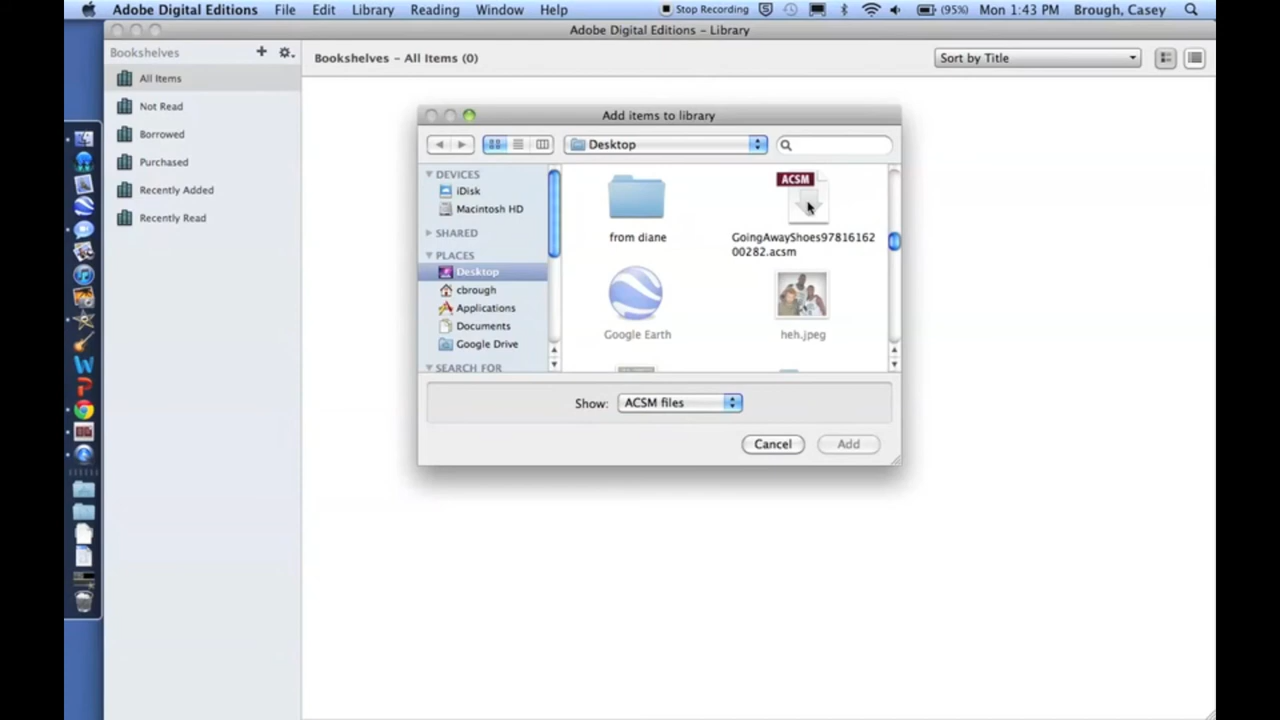 Adobe Digital Editions File Edit Library Reading Window Help Stop Recording (95%) Mon 1:43 PM Brough, Casey
Adobe Digital Editions - Library
Bookshelves
Bookshelves - All Items (0)
Sort by Title
All Items
Not Read
Borrowed
Purchased
Recently Added
Recently Read
Add items to library
Desktop
DEVICES
iDisk
Macintosh HD
SHARED
PLACES
Desktop
cbrough
Applications
Documents
Google Drive
SEARCH FOR
ACSM
from diane
GoingAwayShoes97816162
00282.acsm
Google Earth
heh.jpeg
Show: ACSM files
Cancel Add